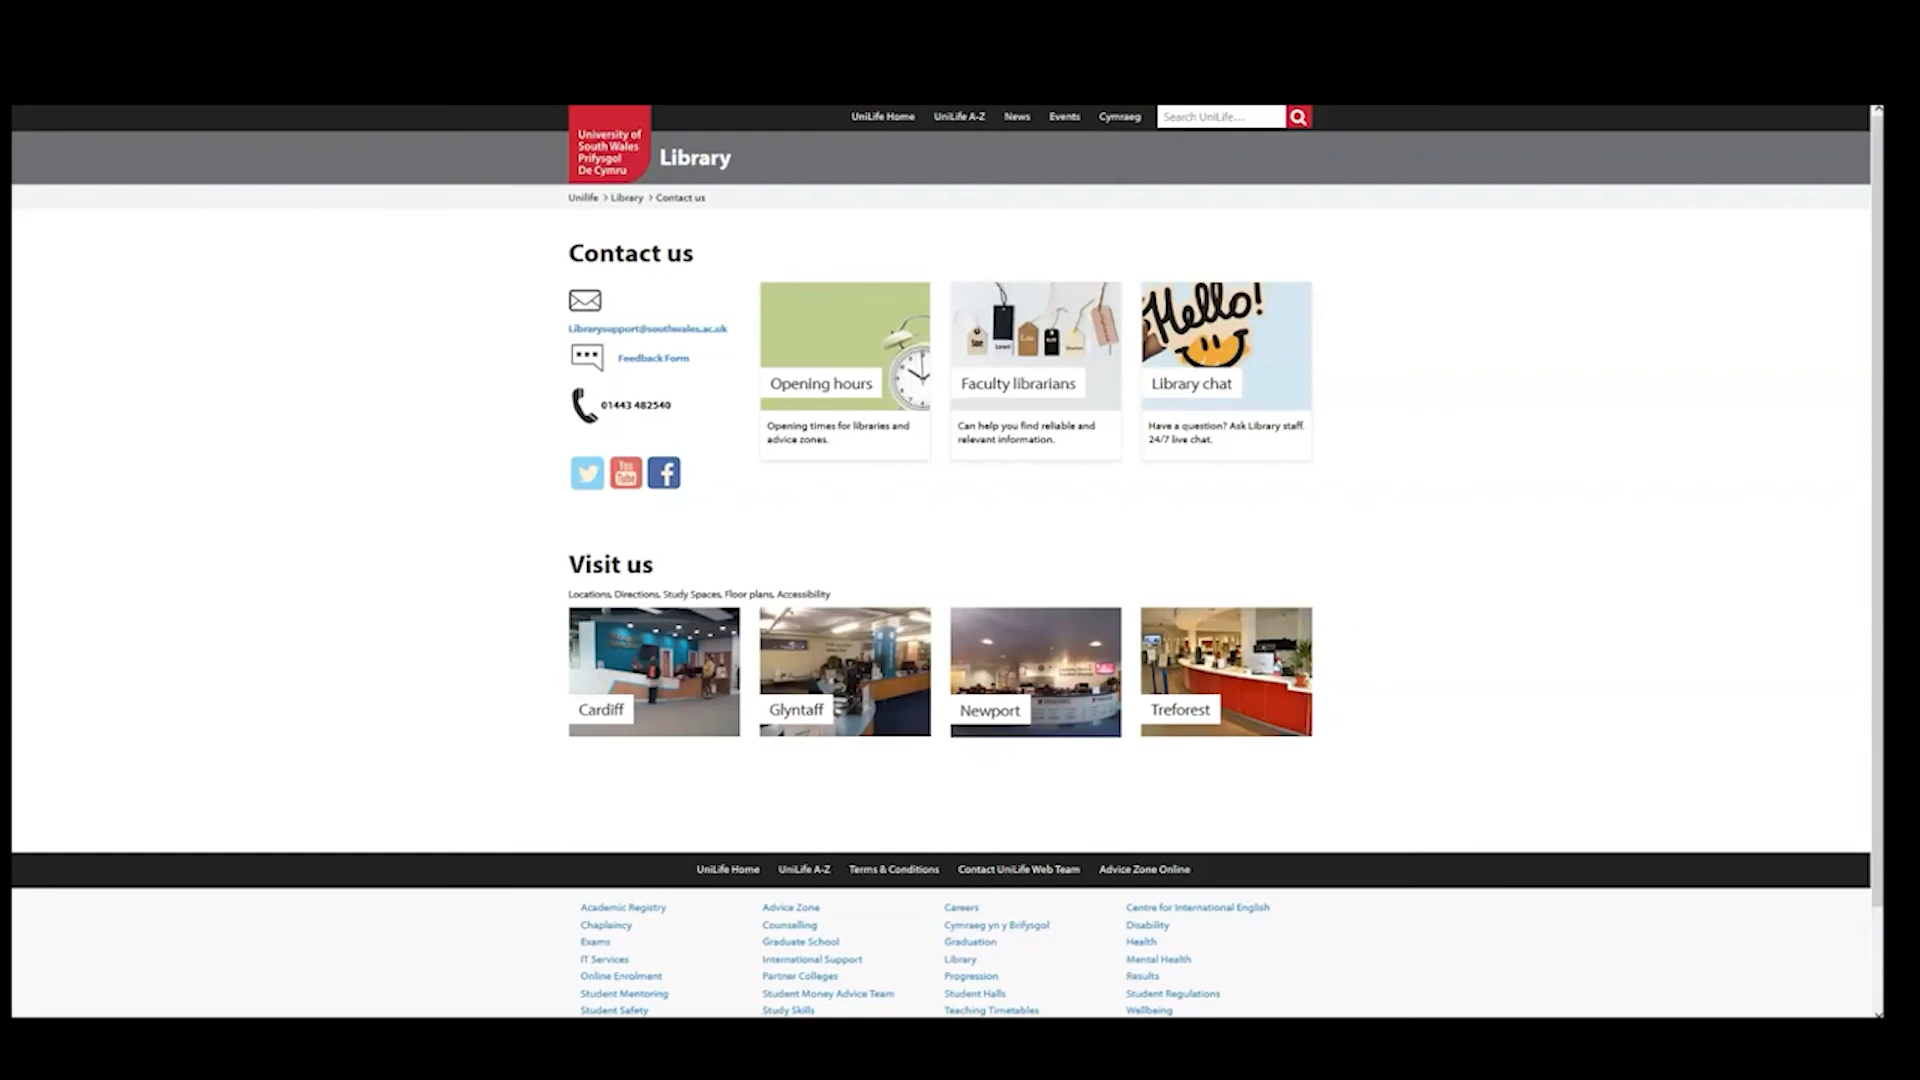 UniLife Home UniLife A-Z News Events Cymraeg Search UniLife...
University of
South Wales
Prifysgol
De Cymru
Library
Unilife > Library > Contact us
Contact us
Librarysupport@southwales.ac.uk
Feedback Form
01443 482540
You
Tube
Opening hours
Opening times for libraries and
advice zones.
Faculty librarians
Can help you find reliable and
relevant information.
Hello!
Library chat
Have a question? Ask Library staff.
24/7 live chat.
Visit us
Locations, Directions, Study Spaces, Floor plans, Accessibility
Cardiff
Glyntaff
Newport
Treforest
UniLife Home UniLife A-Z Terms & Conditions Contact UniLife Web Team Advice Zone Online
Academic Registry Advice Zone Careers Centre for International English
Chaplaincy Counselling Cymraeg yn y Brifysgol Disability
Exams Graduate School Graduation Health
IT Services International Support Library Mental Health
Online Enrolment Partner Colleges Progression Results
Student Mentoring Student Money Advice Team Student Halls Student Regulations
Student Safety Study Skills Teaching Timetables Wellbeing